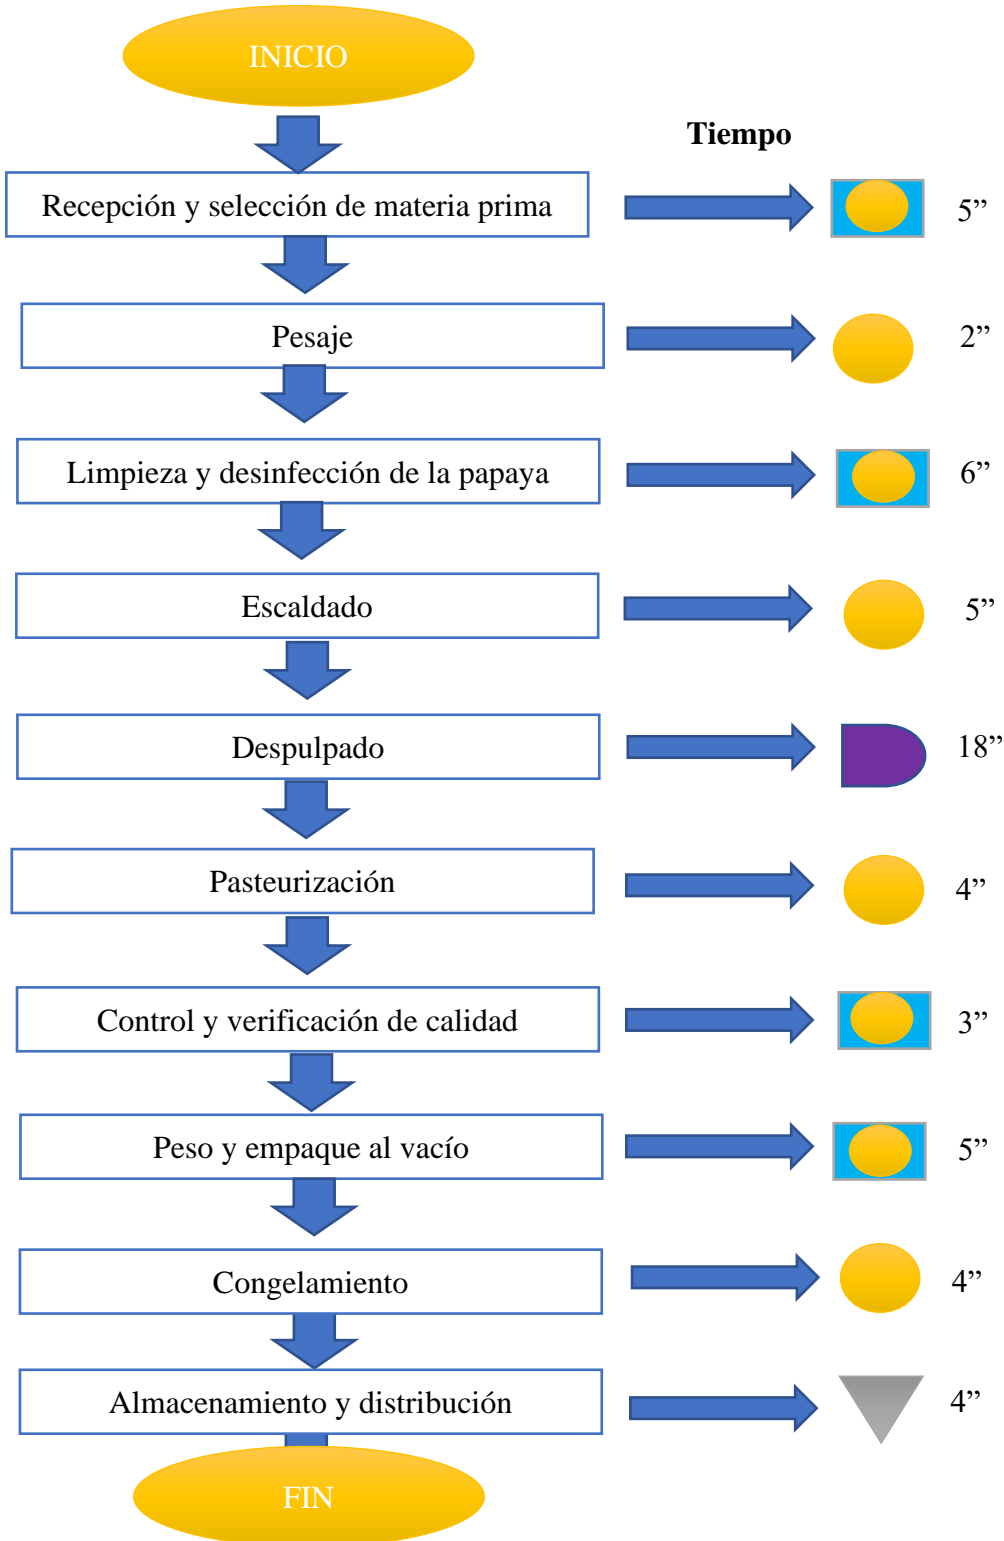 INICIO
Tiempo
Recepción y selección de materia prima
5”
Pesaje
2”
Limpieza y desinfección de la papaya
6”
Escaldado
5”
Despulpado
18”
Pasteurización
4”
Control y verificación de calidad
3”
Peso y empaque al vacío
5”
Congelamiento
4”
Almacenamiento y distribución
4”
FIN